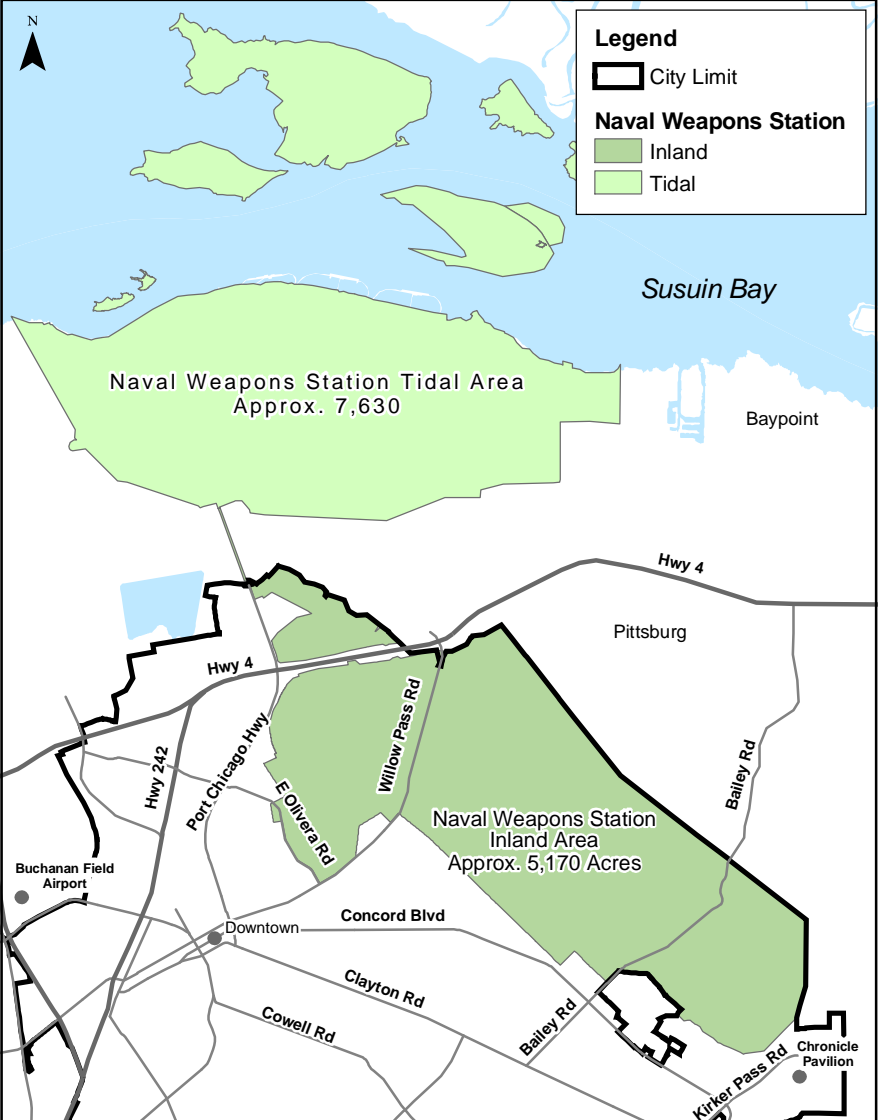 N
Legend
City Limit
Naval Weapons Station
Inland
Tidal
Susuin Bay
Naval Weapons Station Tidal Area
Approx. 7,630
Baypoint
Hwy 4
Pittsburg
Hwy 4
Willow Pass Rd
Port Chicago Hwy
Hwy 242
Bailey Rd
E Olivera Rd
Naval Weapons Station
Inland Area
Approx. 5,170 Acres
Buchanan Field
Airport
Downtown
Concord Blvd
Clayton Rd
Cowell Rd
Bailey Rd
Chronicle
Pavilion
Kirker Pass Rd